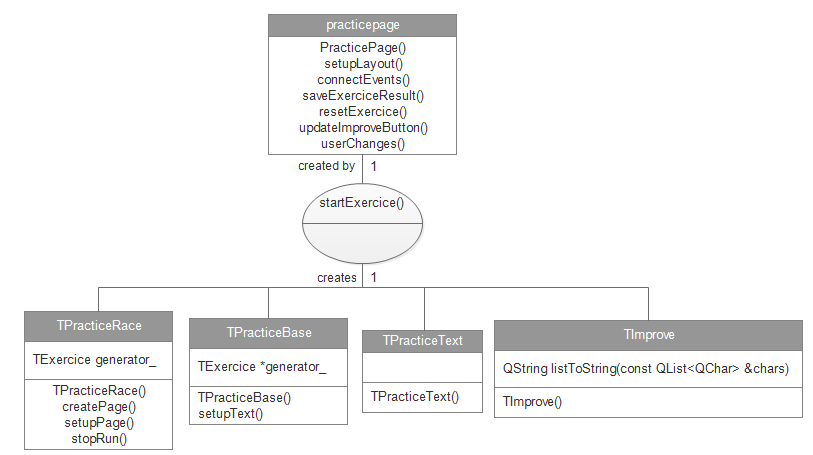 practicepage
PracticePage()
setupLayout()
connectEvents()
saveExerciceResult()
resetExercice()
updateImproveButton()
userChanges()
created by 1
startExercice()
creates 1
TPracticeRace
TExercice generator_
TPracticeRace()
createPage()
setupPage()
stopRun()
TPracticeBase
TExercice *generator_
TPracticeBase()
setupText()
TPracticeText
TPracticeText()
TImprove
QString listToString(const QList<QChar> &chars)
TImprove()